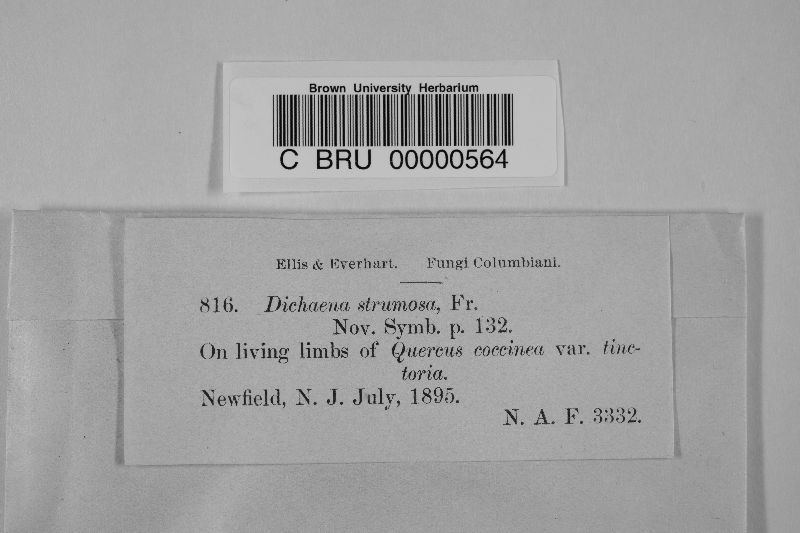 Brown University Herbarium
C BRU 00000564
Ellis & Everhart. Fungi Columbiani.
816. Dichaena strumosa, Fr.
Nov. Symb. p. 132.
On living limbs of Quercus coccinea var. tinc-
toria.
Newfield, N. J. July, 1895.
N. A. F. 3332.